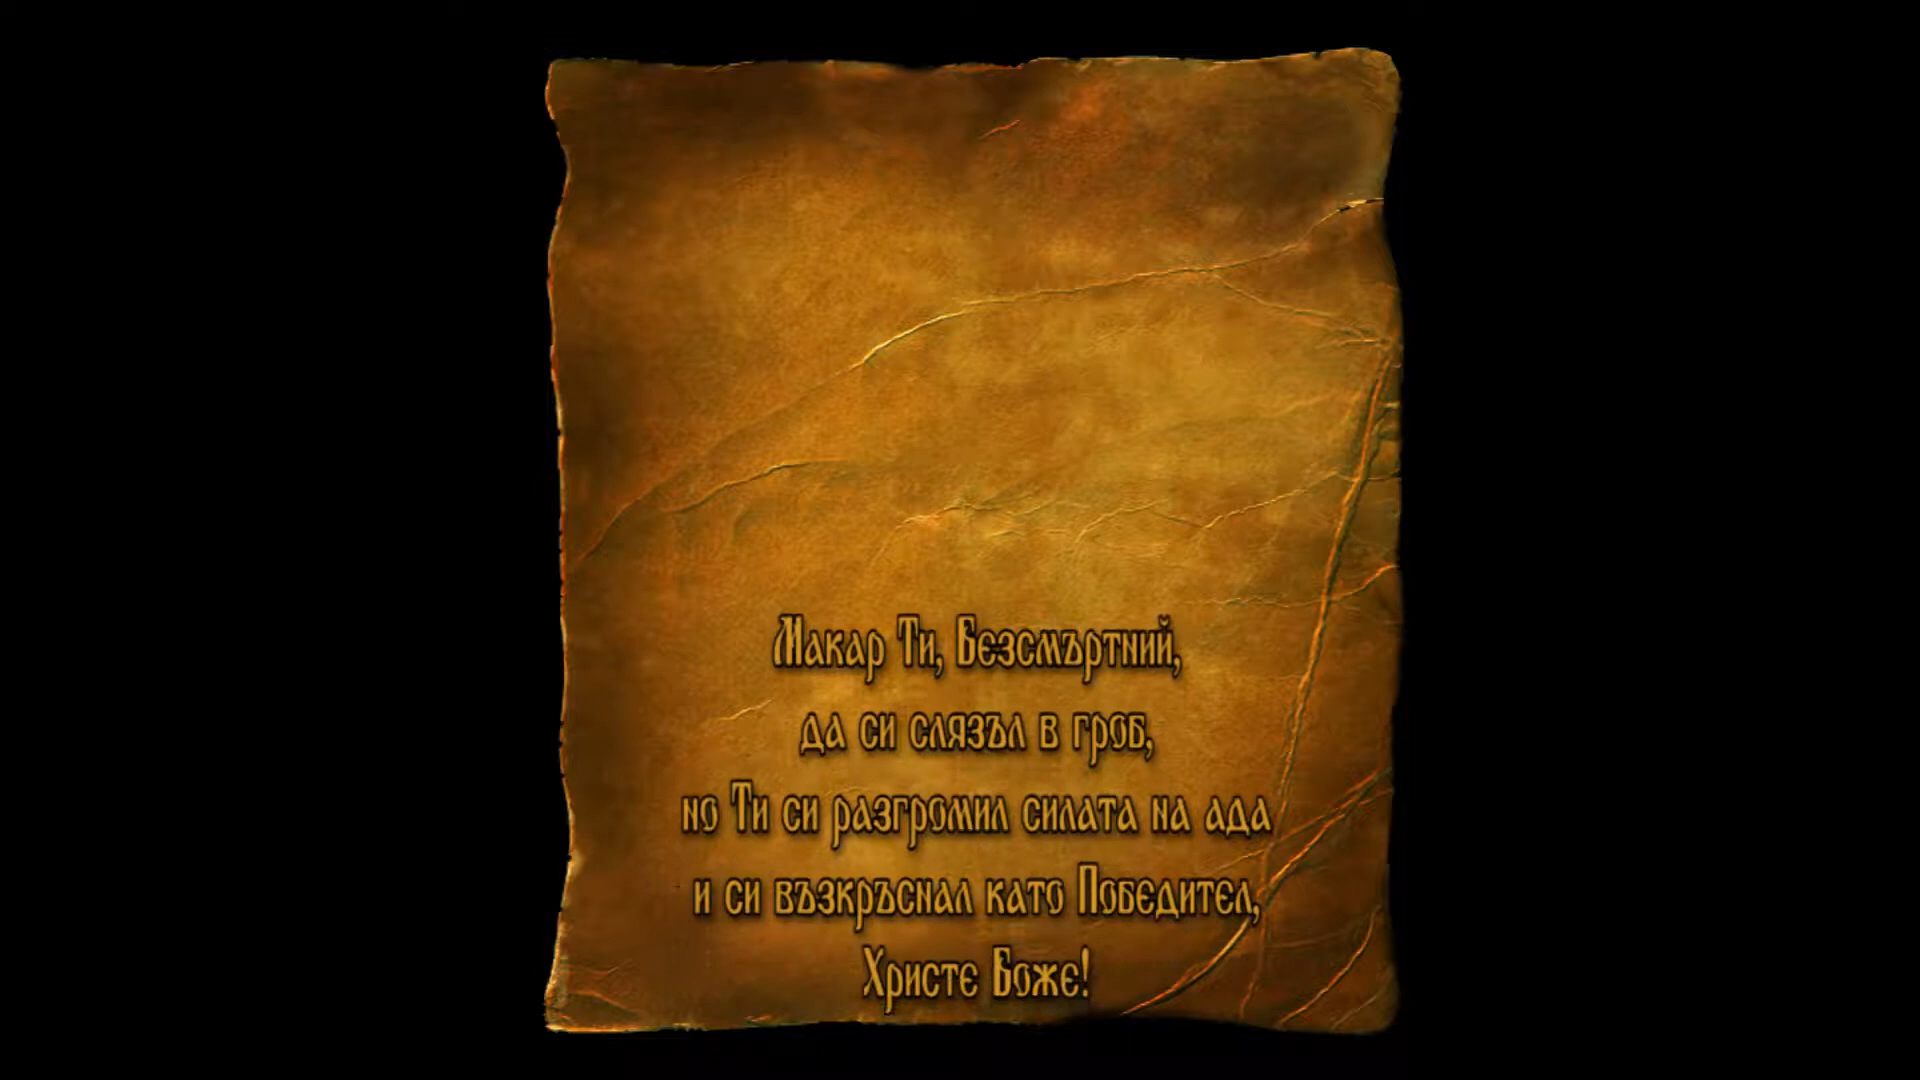 Макар Ти, Безсмъртний,
да си слязъл в гроб,
но Ти си разгромил силата на ада
и си възкръснал като Победител,
Христе Боже!